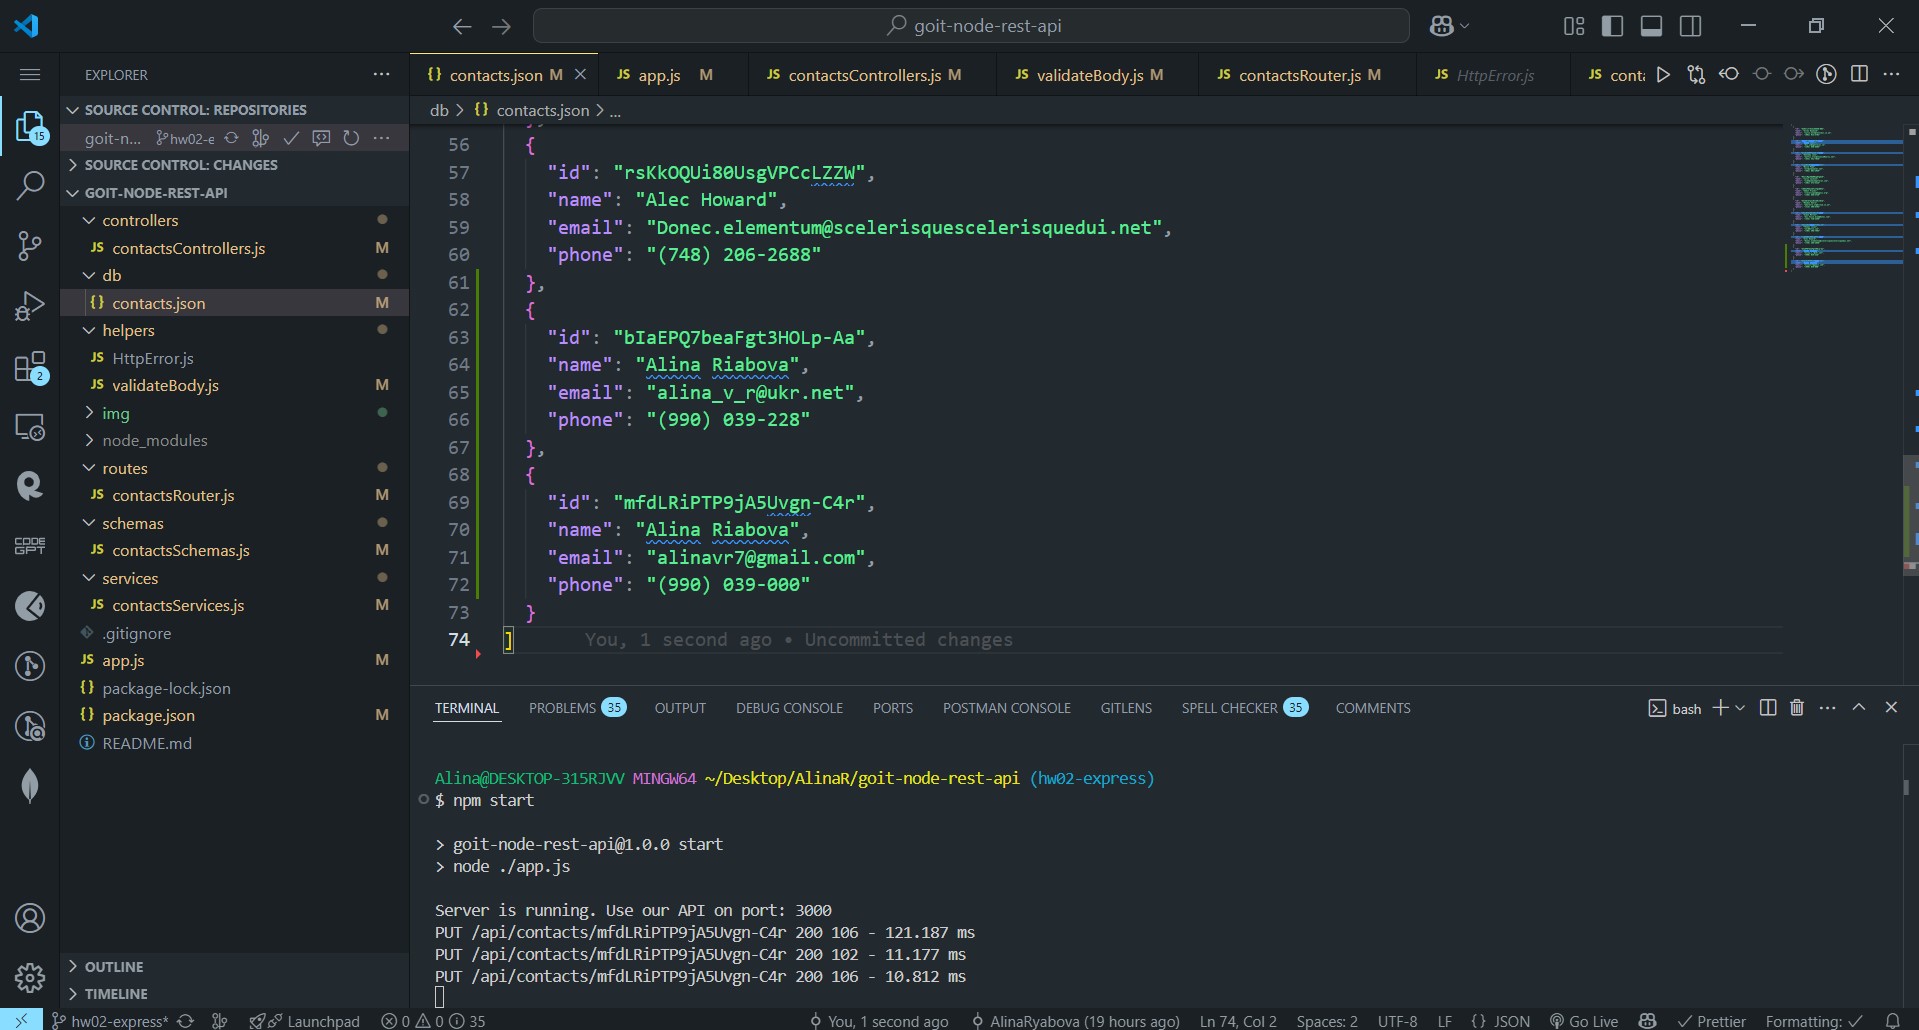 goit-node-rest-api
EXPLORER
SOURCE CONTROL: REPOSITORIES
goit-n... hw02-e
SOURCE CONTROL: CHANGES
GOIT-NODE-REST-API
controllers
JS contactsControllers.js M
db
{} contacts.json M
helpers
JS HttpError.js
JS validateBody.js M
img
node_modules
routes
JS contactsRouter.js M
schemas
JS contactsSchemas.js M
services
JS contactsServices.js M
.gitignore
JS app.js M
{} package-lock.json
{} package.json M
README.md
OUTLINE
TIMELINE
15
2
CODE
GPT
{} contacts.json M JS app.js M JS contactsControllers.js M JS validateBody.js M JS contactsRouter.js M JS HttpError.js JS conta
db > {} contacts.json > ...
56 {
57 "id": "rsKkOQUi80UsgVPCcLZZW",
58 "name": "Alec Howard",
59 "email": "Donec.elementum@scelerisquescelerisquedui.net",
60 "phone": "(748) 206-2688"
61 },
62 {
63 "id": "bIaEPQ7beaFgt3HOLp-Aa",
64 "name": "Alina Riabova",
65 "email": "alina_v_r@ukr.net",
66 "phone": "(990) 039-228"
67 },
68 {
69 "id": "mfdLRiPTP9jA5Uvgn-C4r",
70 "name": "Alina Riabova",
71 "email": "alinavr7@gmail.com",
72 "phone": "(990) 039-000"
73 }
74 ] You, 1 second ago • Uncommitted changes
TERMINAL PROBLEMS 35 OUTPUT DEBUG CONSOLE PORTS POSTMAN CONSOLE GITLENS SPELL CHECKER 35 COMMENTS bash
Alina@DESKTOP-315RJVV MINGW64 ~/Desktop/AlinaR/goit-node-rest-api (hw02-express)
$ npm start
> goit-node-rest-api@1.0.0 start
> node ./app.js
Server is running. Use our API on port: 3000
PUT /api/contacts/mfdLRiPTP9jA5Uvgn-C4r 200 106 - 121.187 ms
PUT /api/contacts/mfdLRiPTP9jA5Uvgn-C4r 200 102 - 11.177 ms
PUT /api/contacts/mfdLRiPTP9jA5Uvgn-C4r 200 106 - 10.812 ms
hw02-express* Launchpad 0 0 35 You, 1 second ago AlinaRyabova (19 hours ago) Ln 74, Col 2 Spaces: 2 UTF-8 LF {} JSON Go Live Prettier Formatting: